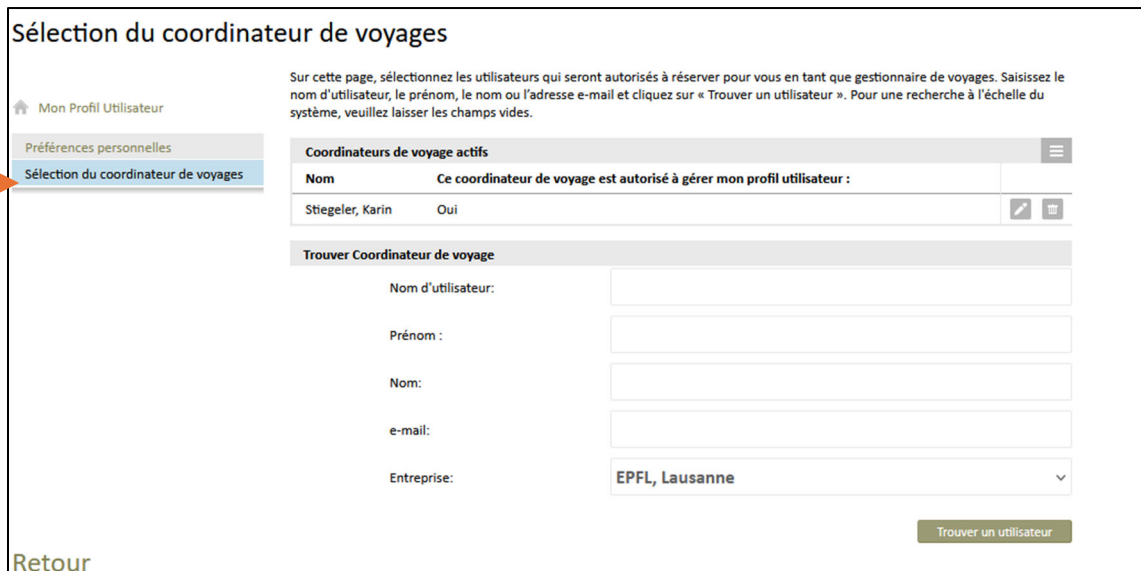 Sélection du coordinateur de voyages
Mon Profil Utilisateur
Préférences personnelles
Sélection du coordinateur de voyages
Sur cette page, sélectionnez les utilisateurs qui seront autorisés à réserver pour vous en tant que gestionnaire de voyages. Saisissez le
nom d'utilisateur, le prénom, le nom ou l’adresse e-mail et cliquez sur « Trouver un utilisateur ». Pour une recherche à l'échelle du
système, veuillez laisser les champs vides.
Coordinateurs de voyage actifs
Nom Ce coordinateur de voyage est autorisé à gérer mon profil utilisateur :
Stiegeler, Karin Oui
Trouver Coordinateur de voyage
Nom d'utilisateur:
Prénom :
Nom:
e-mail:
Entreprise: EPFL, Lausanne
Trouver un utilisateur
Retour